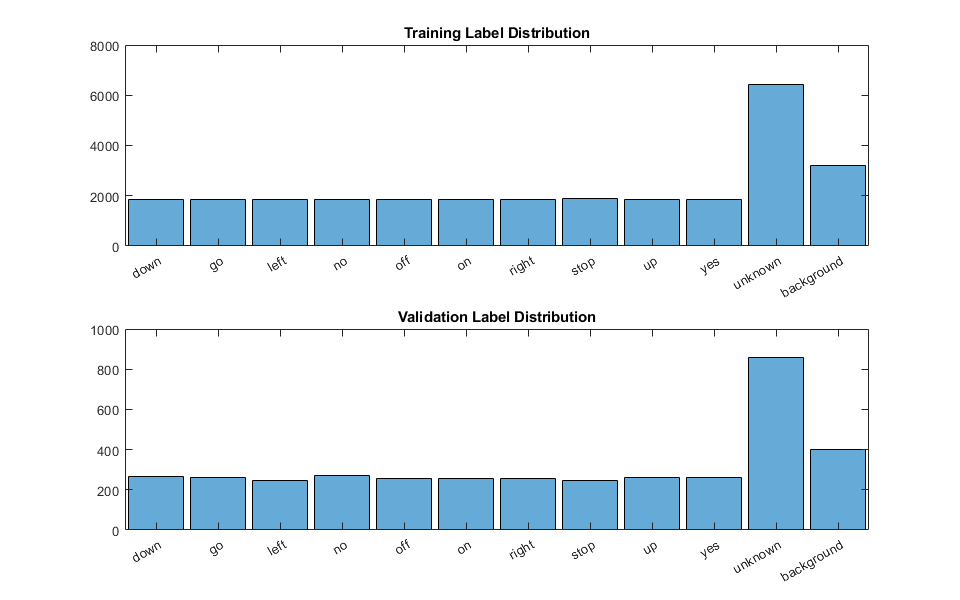 Training Label Distribution
8000
6000
4000
2000
0
down go left no off on right stop up yes unknown background
Validation Label Distribution
1000
800
600
400
200
0
down go left no off on right stop up yes unknown background